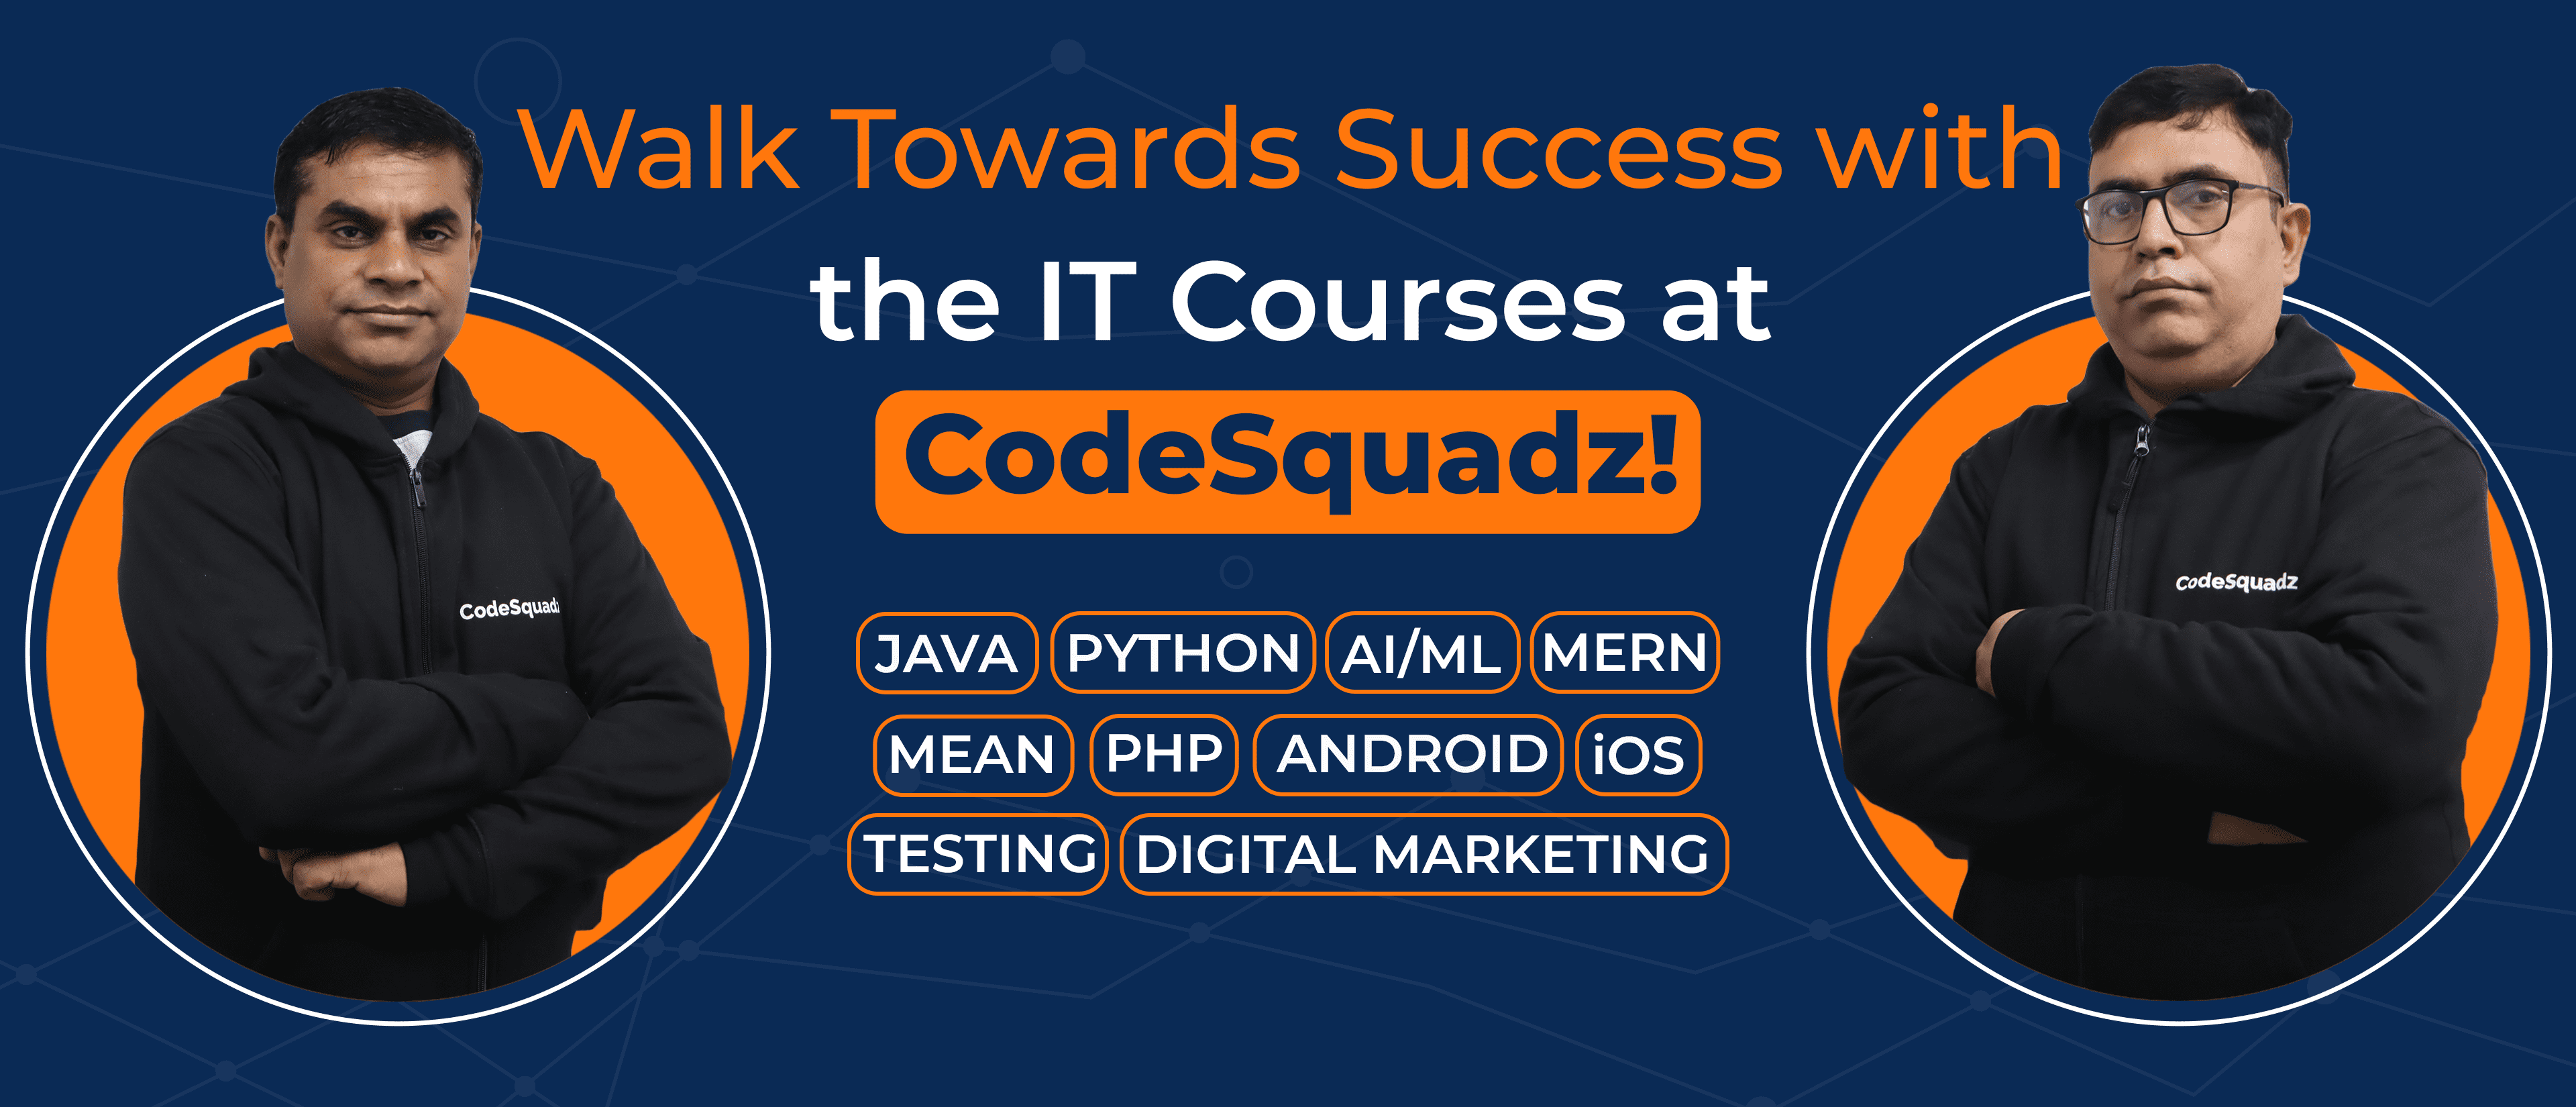 Walk Towards Success with
the IT Courses at
CodeSquadz!
JAVA PYTHON AI/ML MERN
MEAN PHP ANDROID iOS
TESTING DIGITAL MARKETING
CodeSquadz
CodeSquadz